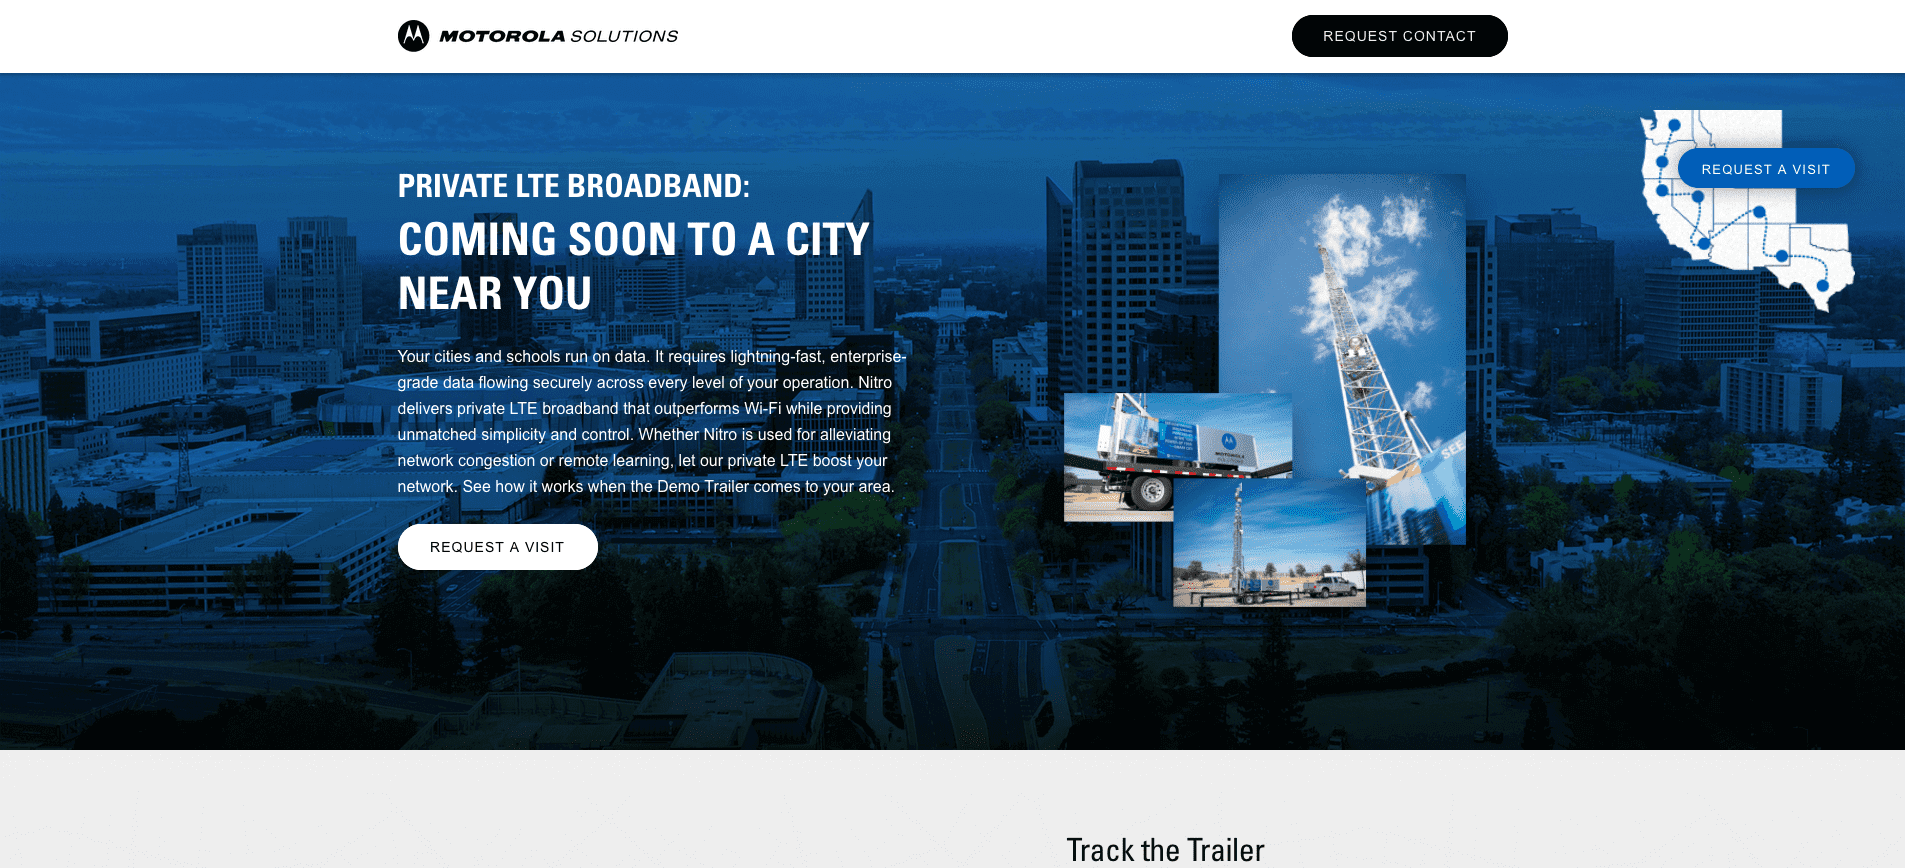 MOTOROLA SOLUTIONS
REQUEST CONTACT
PRIVATE LTE BROADBAND:
COMING SOON TO A CITY
NEAR YOU
REQUEST A VISIT
Your cities and schools run on data. It requires lightning-fast, enterprise-
grade data flowing securely across every level of your operation. Nitro
delivers private LTE broadband that outperforms Wi-Fi while providing
unmatched simplicity and control. Whether Nitro is used for alleviating
network congestion or remote learning, let our private LTE boost your
network. See how it works when the Demo Trailer comes to your area.
SEE
MOTOROLA
SOLUTIONS
REQUEST A VISIT
Track the Trailer